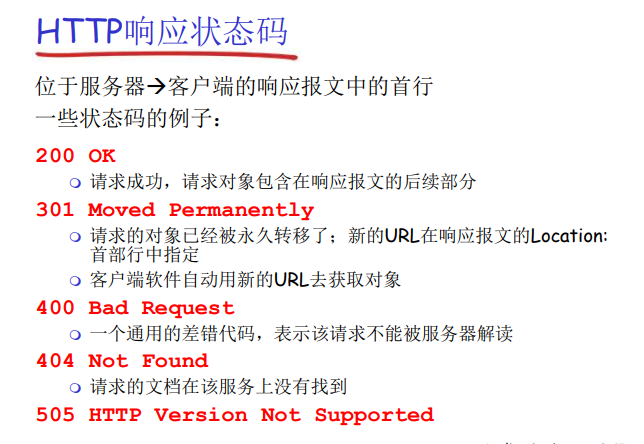 HTTP响应状态码
位于服务器→客户端的响应报文中的首行
一些状态码的例子：
200 OK
请求成功，请求对象包含在响应报文的后续部分
301 Moved Permanently
请求的对象已经被永久转移了；新的URL在响应报文的Location:
首部行中指定
客户端软件自动用新的URL去获取对象
400 Bad Request
一个通用的差错代码，表示该请求不能被服务器解读
404 Not Found
请求的文档在该服务上没有找到
505 HTTP Version Not Supported